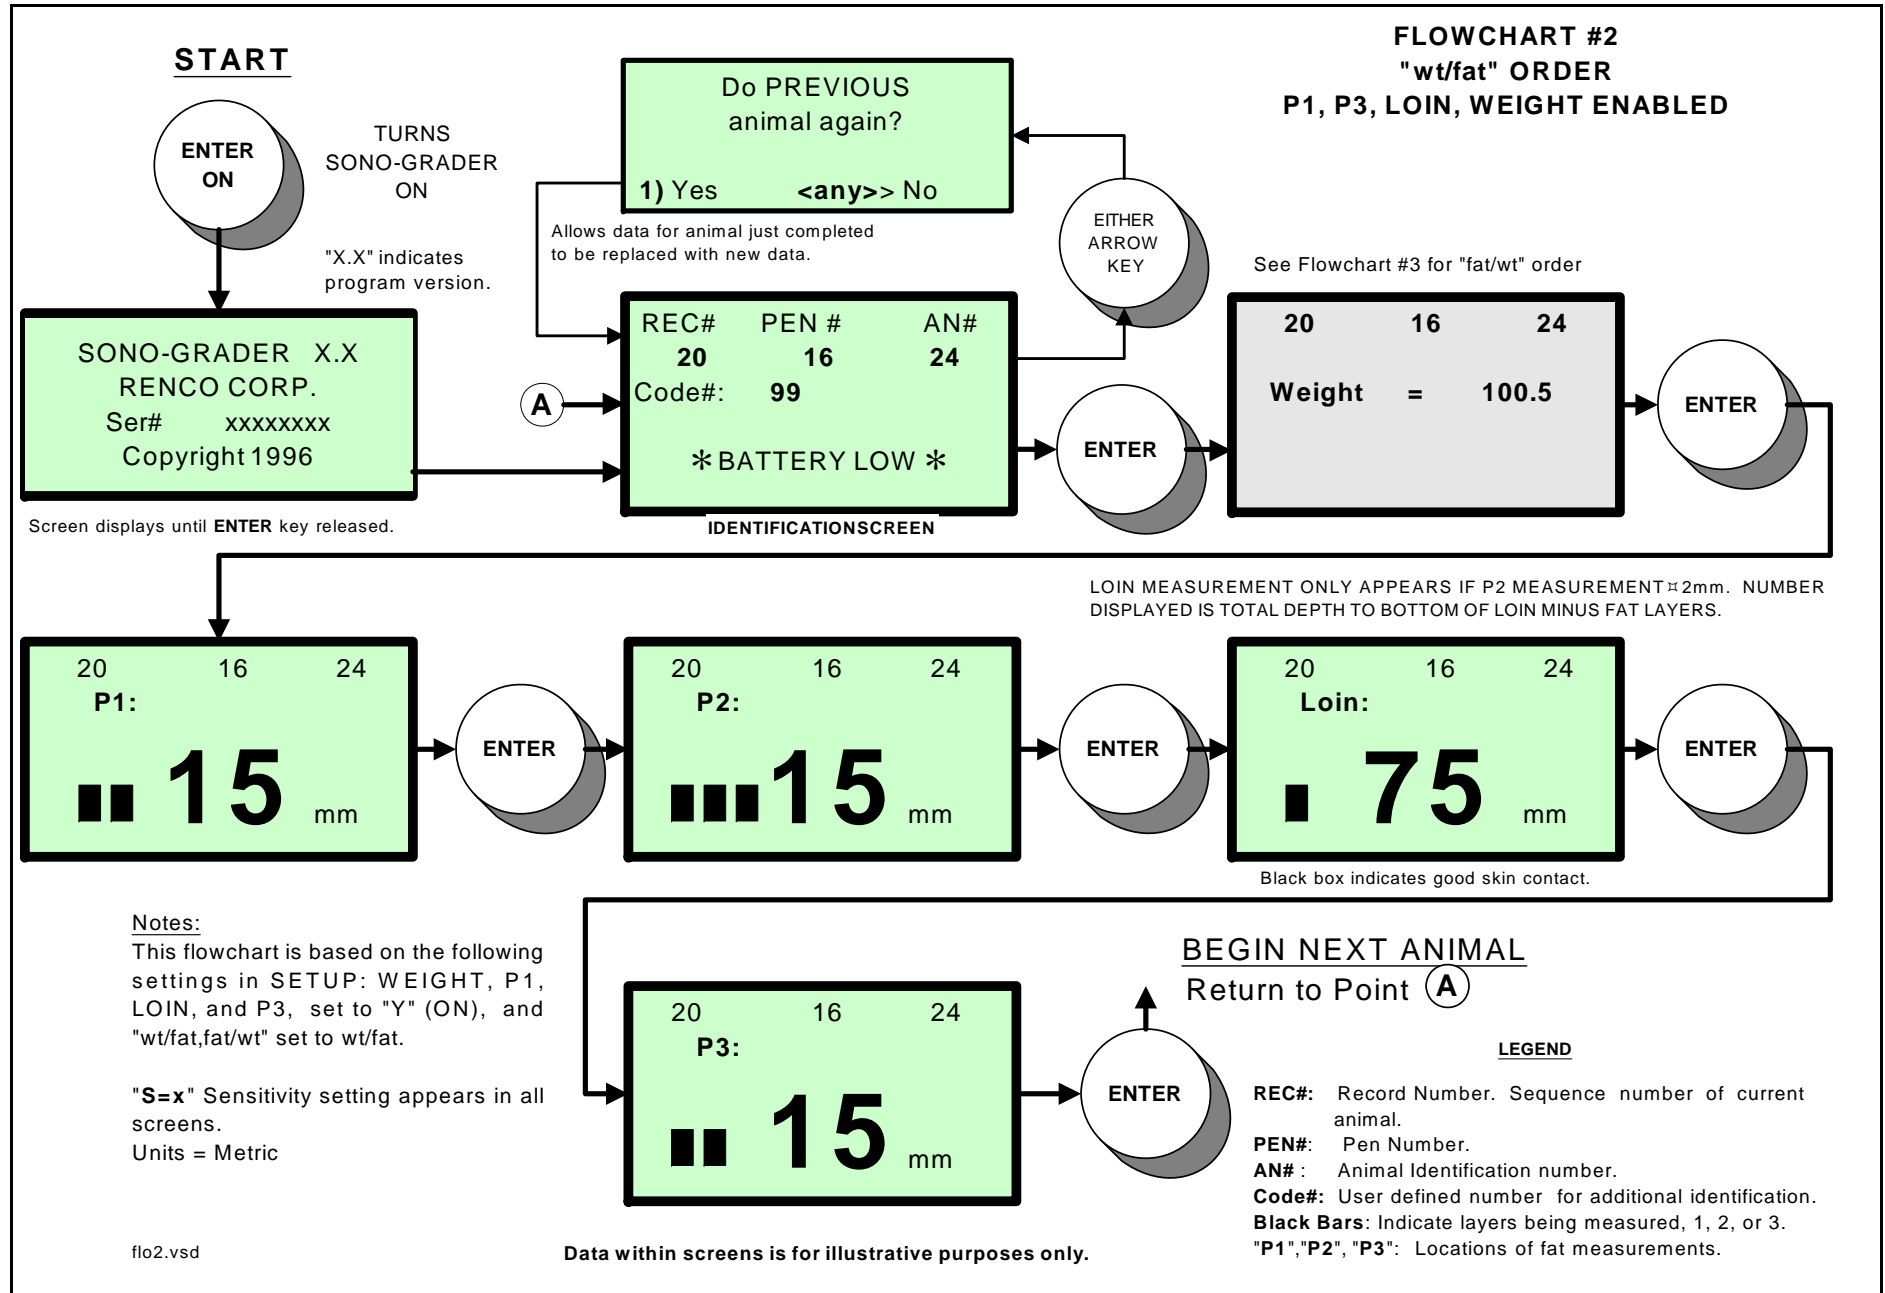 START
ENTER
ON
TURNS
SONO-GRADER
ON
"X.X" indicates
program version.
Do PREVIOUS
animal again?
1) Yes <any>> No
Allows data for animal just completed
to be replaced with new data.
EITHER
ARROW
KEY
FLOWCHART #2
"wt/fat" ORDER
P1, P3, LOIN, WEIGHT ENABLED
See Flowchart #3 for "fat/wt" order
SONO-GRADER X.X
RENCO CORP.
Ser# xxxxxxxx
Copyright 1996
Screen displays until ENTER key released.
A
REC# PEN # AN#
20 16 24
Code#: 99
* BATTERY LOW *
IDENTIFICATIONSCREEN
ENTER
20 16 24
Weight = 100.5
ENTER
LOIN MEASUREMENT ONLY APPEARS IF P2 MEASUREMENT¤2mm. NUMBER
DISPLAYED IS TOTAL DEPTH TO BOTTOM OF LOIN MINUS FAT LAYERS.
20 16 24
P1:
15 mm
ENTER
20 16 24
P2:
15 mm
ENTER
20 16 24
Loin:
75 mm
ENTER
Black box indicates good skin contact.
Notes:
This flowchart is based on the following
settings in SETUP: WEIGHT, P1,
LOIN, and P3, set to "Y" (ON), and
"wt/fat,fat/wt" set to wt/fat.
"S=x" Sensitivity setting appears in all
screens.
Units = Metric
20 16 24
P3:
15 mm
ENTER
BEGIN NEXT ANIMAL
Return to Point A
LEGEND
REC#: Record Number. Sequence number of current
animal.
PEN#: Pen Number.
AN# : Animal Identification number.
Code#: User defined number for additional identification.
Black Bars: Indicate layers being measured, 1, 2, or 3.
"P1","P2", "P3": Locations of fat measurements.
flo2.vsd
Data within screens is for illustrative purposes only.